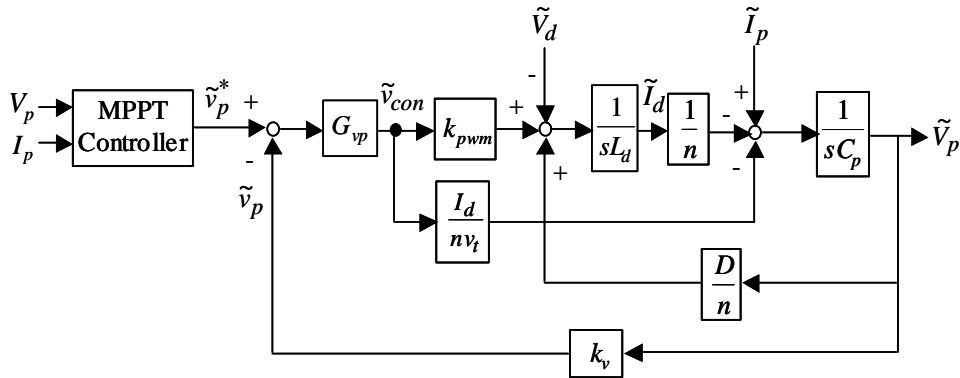 Ṽ_d
Ĩ_p
V_p
I_p
MPPT
Controller
ṽ_p^*
+
-
G_vp
ṽ_con
k_pwm
+
-
+
1
sL_d
Ĩ_d
1
n
-
+
-
1
sC_p
Ṽ_p
ṽ_p
I_d
nv_t
D
n
k_v